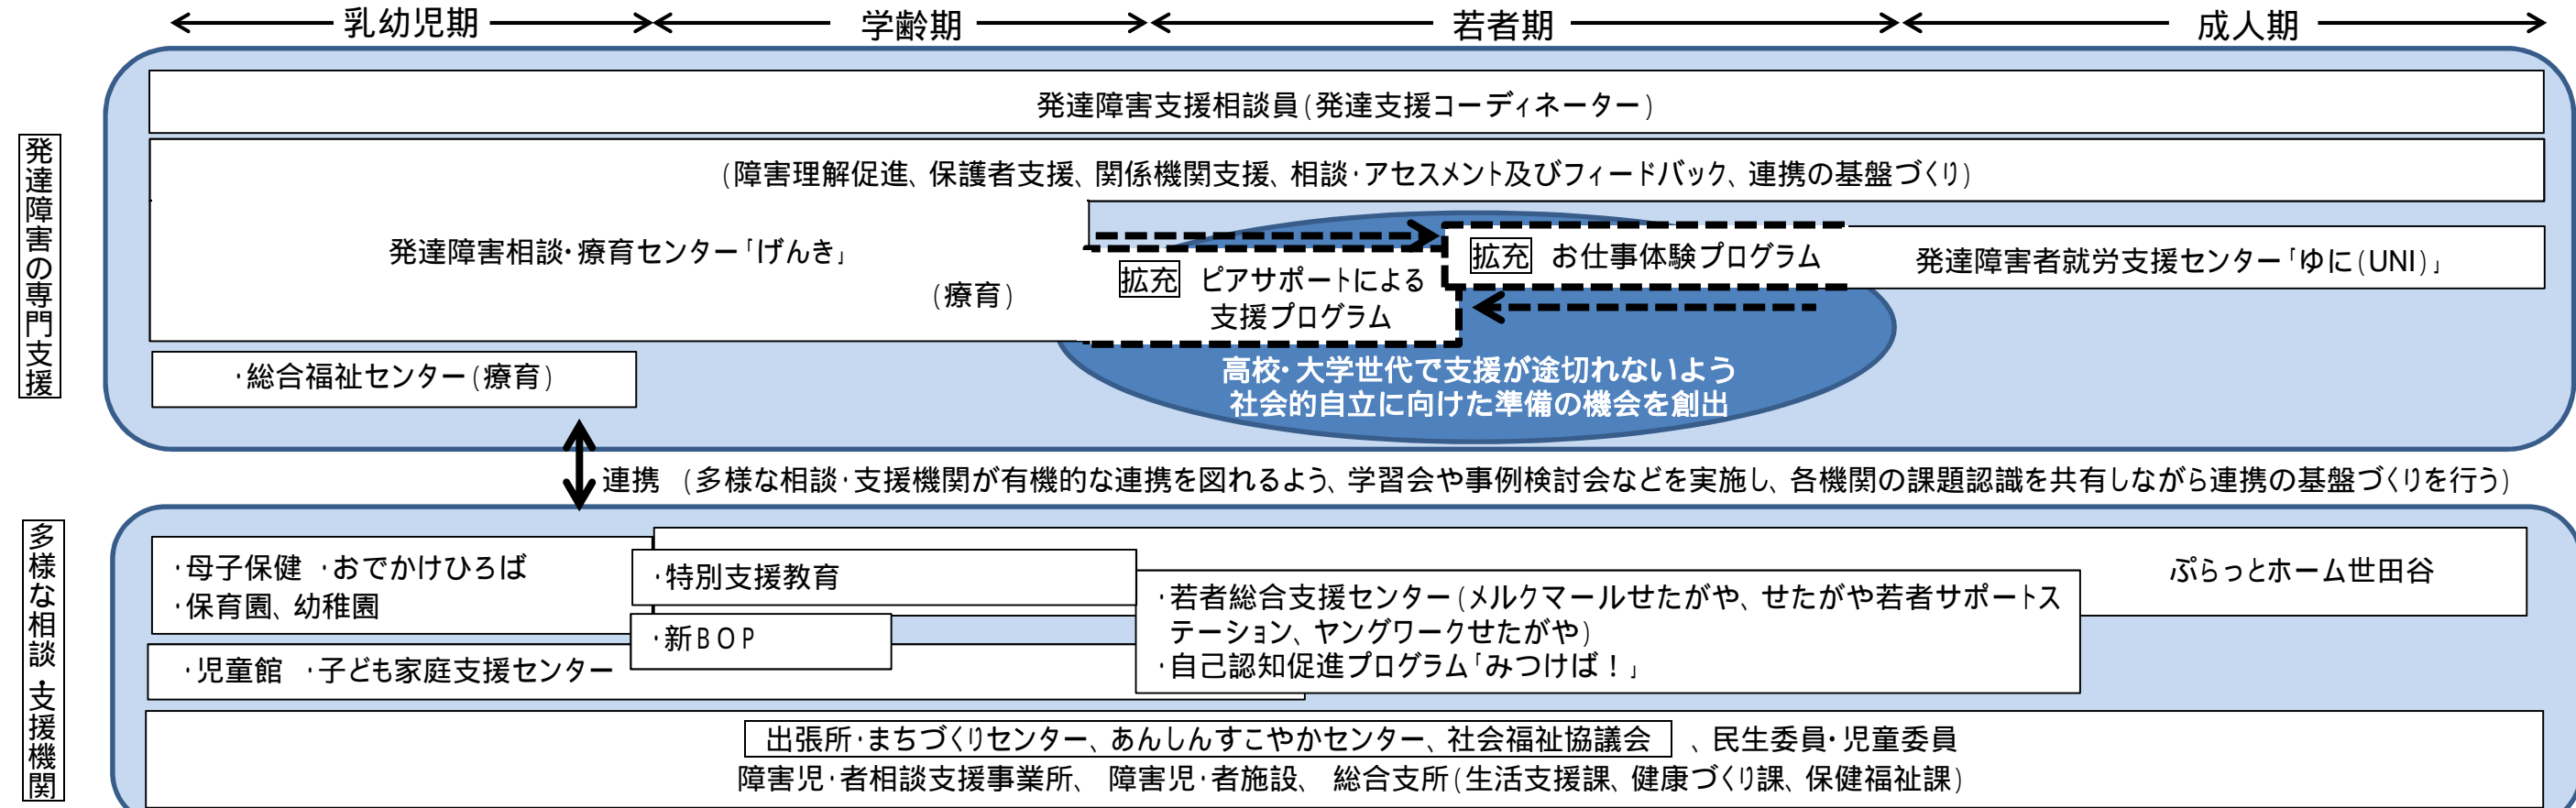 乳幼児期
学齢期
若者期
成人期
発達障害の専門支援
発達障害支援相談員(発達支援コーディネーター)
(障害理解促進、保護者支援、関係機関支援、相談・アセスメント及びフィードバック、連携の基盤づくり)
発達障害相談・療育センター「げんき」
(療育)
拡充 ピアサポートによる
支援プログラム
拡充 お仕事体験プログラム
発達障害者就労支援センター「ゆに(UNI)」
・総合福祉センター(療育)
高校・大学世代で支援が途切れないよう
社会的自立に向けた準備の機会を創出
連携 (多様な相談・支援機関が有機的な連携を図れるよう、学習会や事例検討会などを実施し、各機関の課題認識を共有しながら連携の基盤づくりを行う)
多様な相談・支援機関
・母子保健 ・おでかけひろば
・保育園、幼稚園
・特別支援教育
・新BOP
・児童館 ・子ども家庭支援センター
・若者総合支援センター(メルクマールせたがや、せたがや若者サポートス
テーション、ヤングワークせたがや)
・自己認知促進プログラム「みつけば!」
ぷらっとホーム世田谷
出張所・まちづくりセンター、あんしんすこやかセンター、社会福祉協議会 、民生委員・児童委員
障害児・者相談支援事業所、 障害児・者施設、 総合支所(生活支援課、健康づくり課、保健福祉課)